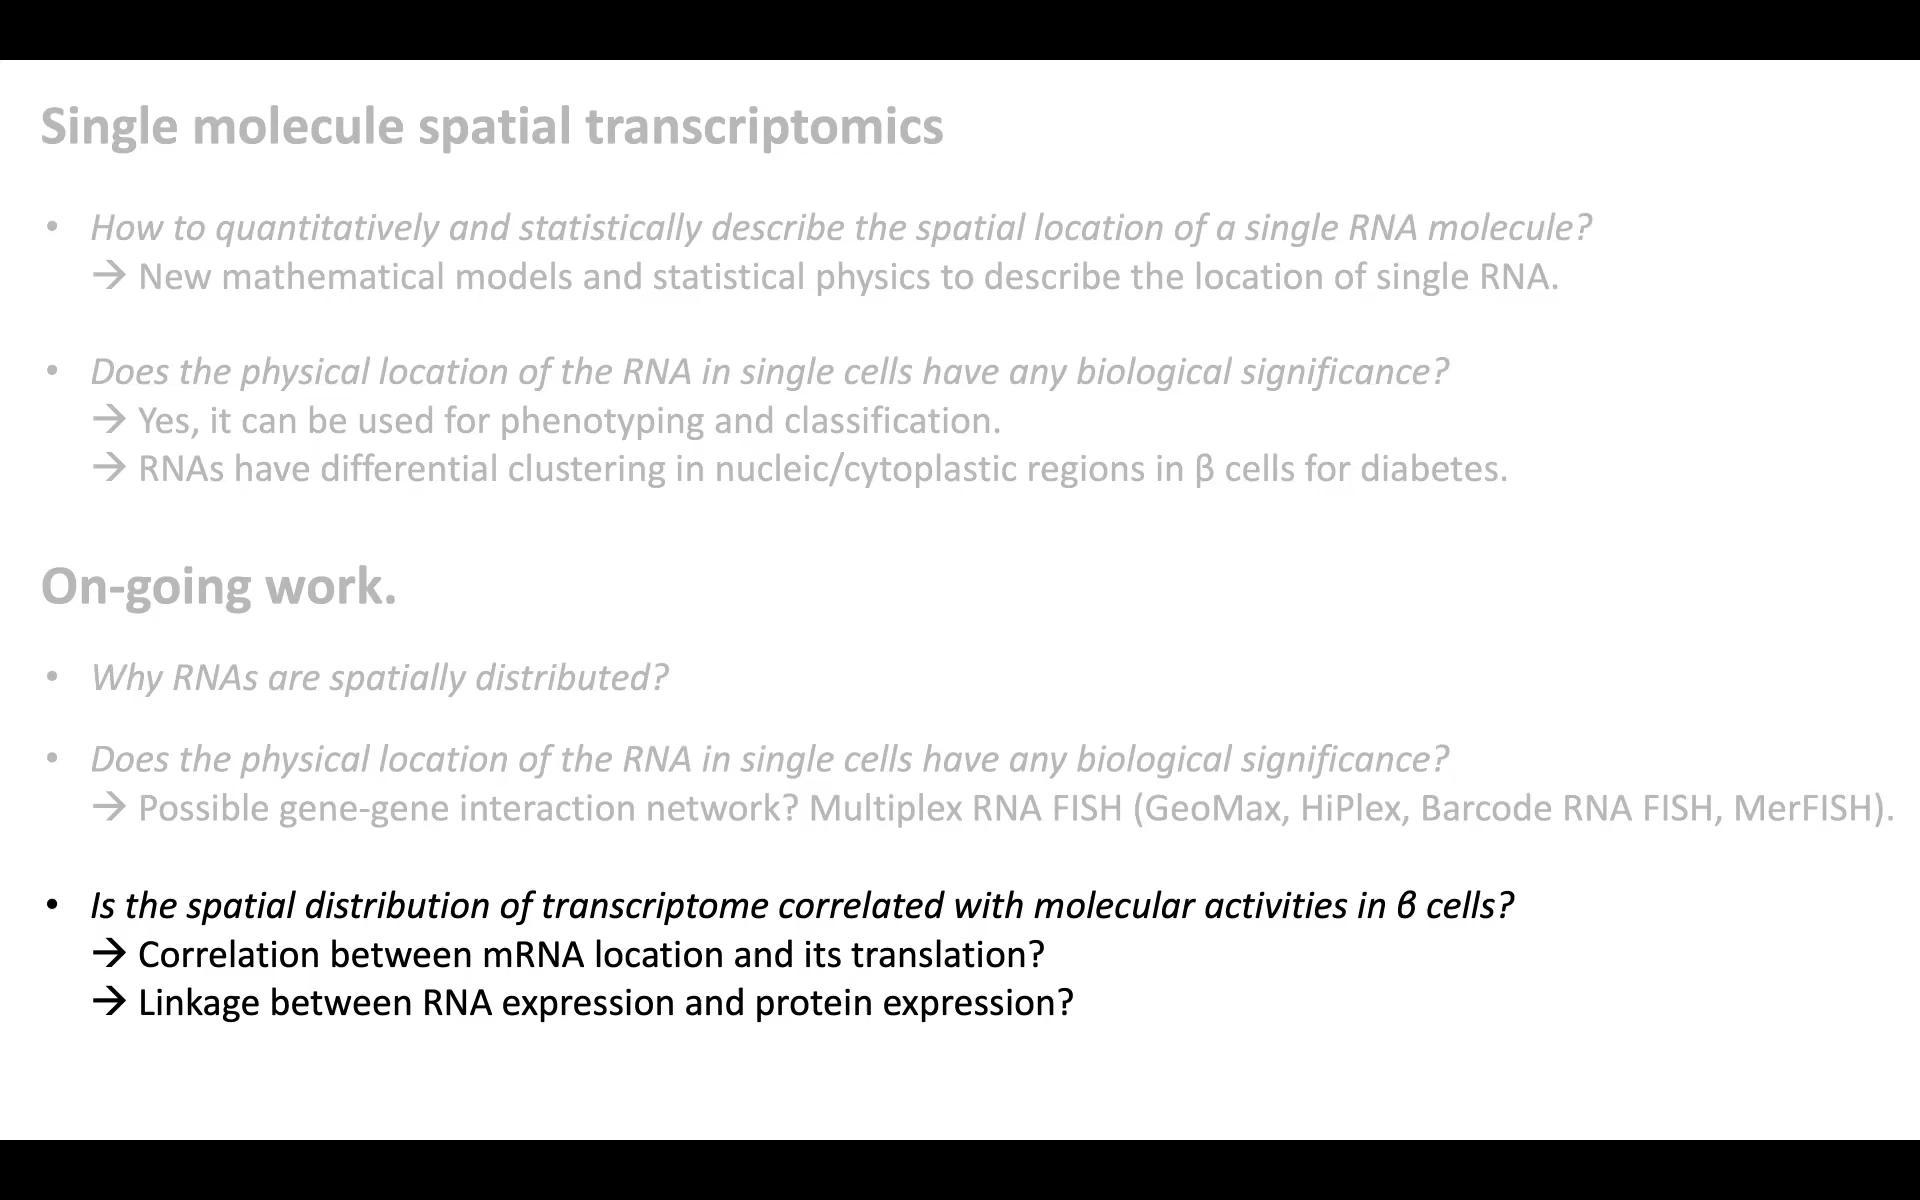 Single molecule spatial transcriptomics
• How to quantitatively and statistically describe the spatial location of a single RNA molecule?
→ New mathematical models and statistical physics to describe the location of single RNA.
• Does the physical location of the RNA in single cells have any biological significance?
→ Yes, it can be used for phenotyping and classification.
→ RNAs have differential clustering in nucleic/cytoplastic regions in β cells for diabetes.
On-going work.
• Why RNAs are spatially distributed?
• Does the physical location of the RNA in single cells have any biological significance?
→ Possible gene-gene interaction network? Multiplex RNA FISH (GeoMax, HiPlex, Barcode RNA FISH, MerFISH).
• Is the spatial distribution of transcriptome correlated with molecular activities in β cells?
→ Correlation between mRNA location and its translation?
→ Linkage between RNA expression and protein expression?